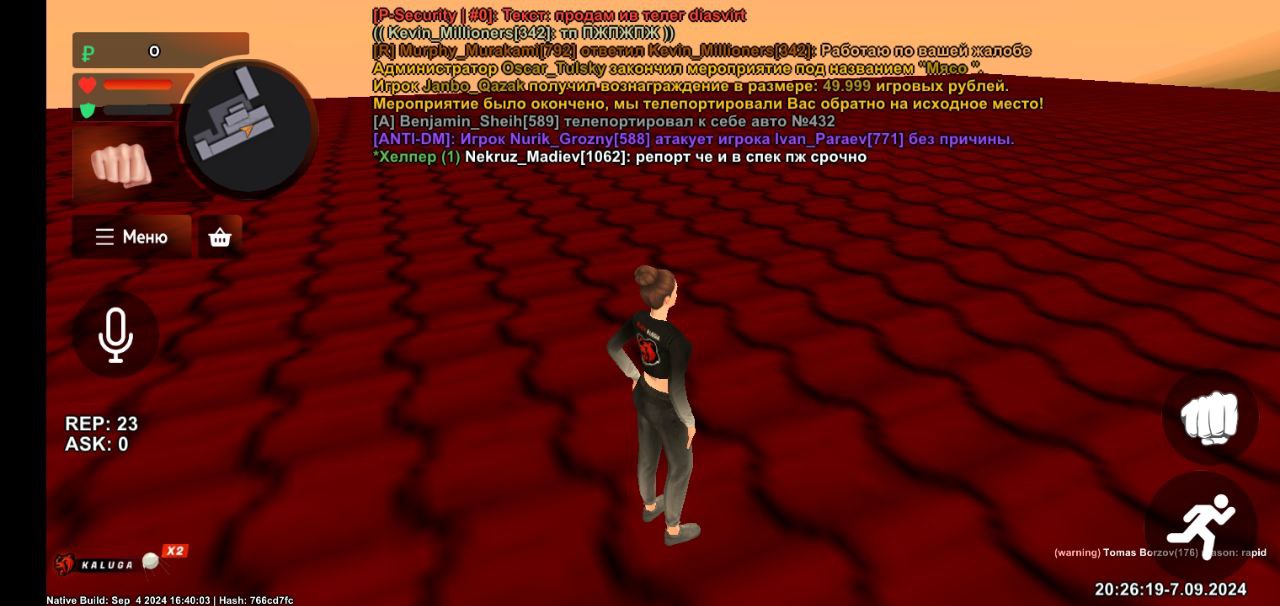 [P-Security | #0]: Текст: продам ив телег diasvirt
(( Kevin_Millioners[342]: тп ПЖПЖПЖ ))
[R] Murphy_Murakami[792] ответил Kevin_Millioners[342]: Работаю по вашей жалобе
Администратор Oscar_Tulsky закончил мероприятие под названием "Мясо ".
Игрок Janbo_Qazak получил вознаграждение в размере: 49.999 игровых рублей.
Мероприятие было окончено, мы телепортировали Вас обратно на исходное место!
[A] Benjamin_Sheih[589] телепортировал к себе авто №432
[ANTI-DM]: Игрок Nurik_Grozny[588] атакует игрока Ivan_Paraev[771] без причины.
*Хелпер (1) Nekruz_Madiev[1062]: репорт че и в спек пж срочно
₽ 0
Меню
REP: 23
ASK: 0
KALUGA X2
(warning) Tomas Borzov(176) rapid
20:26:19-7.09.2024
Native Build: Sep 4 2024 16:40:03 | Hash: 766cd7fc